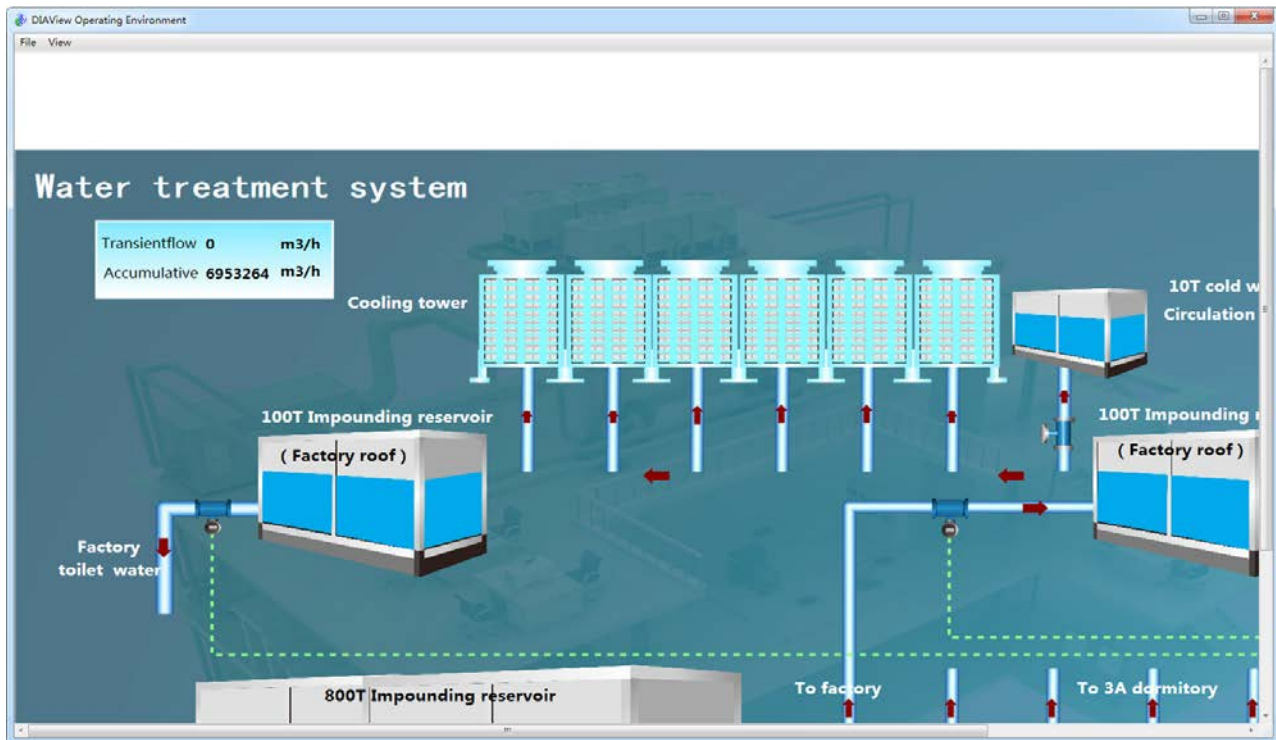 DIAView Operating Environment
File View
Water treatment system
Transientflow 0 m3/h
Accumulative 6953264 m3/h
Cooling tower
10T cold w
Circulation
100T Impounding reservoir
( Factory roof )
100T Impounding r
( Factory roof )
Factory
toilet water
800T Impounding reservoir
To factory
To 3A dormitory